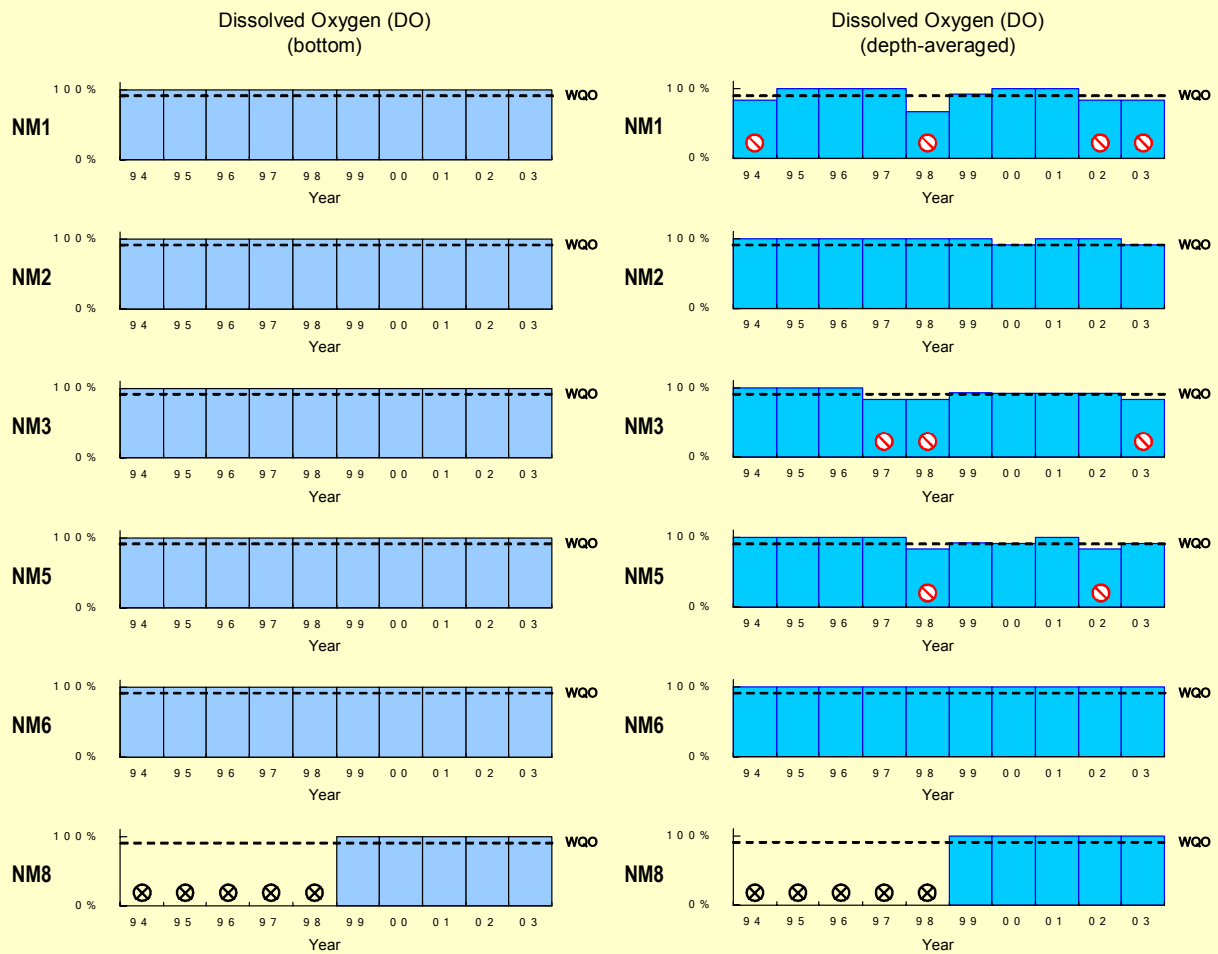 Dissolved Oxygen (DO)
(bottom)
Dissolved Oxygen (DO)
(depth-averaged)
NM1
100%
0%
WQO
94 95 96 97 98 99 00 01 02 03
Year
NM1
100%
0%
WQO
94 95 96 97 98 99 00 01 02 03
Year
NM2
100%
0%
WQO
94 95 96 97 98 99 00 01 02 03
Year
NM2
100%
0%
WQO
94 95 96 97 98 99 00 01 02 03
Year
NM3
100%
0%
WQO
94 95 96 97 98 99 00 01 02 03
Year
NM3
100%
0%
WQO
94 95 96 97 98 99 00 01 02 03
Year
NM5
100%
0%
WQO
94 95 96 97 98 99 00 01 02 03
Year
NM5
100%
0%
WQO
94 95 96 97 98 99 00 01 02 03
Year
NM6
100%
0%
WQO
94 95 96 97 98 99 00 01 02 03
Year
NM6
100%
0%
WQO
94 95 96 97 98 99 00 01 02 03
Year
NM8
100%
0%
WQO
94 95 96 97 98 99 00 01 02 03
Year
NM8
100%
0%
WQO
94 95 96 97 98 99 00 01 02 03
Year